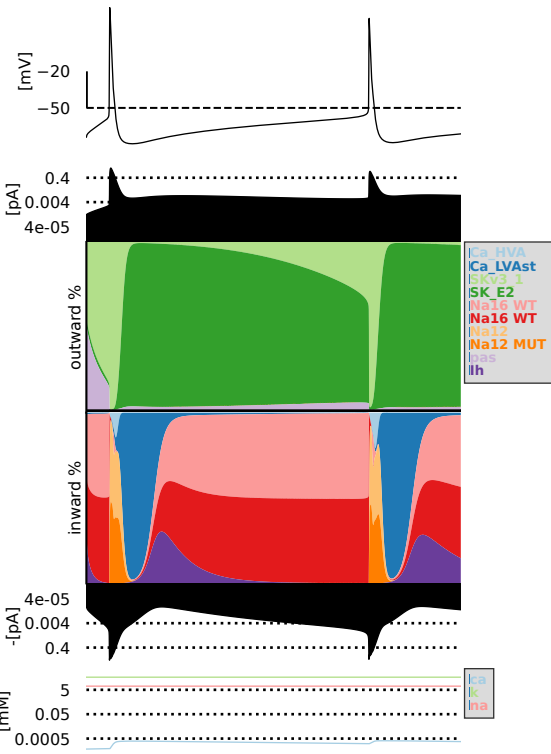 [mV]
−20
−50
[pA]
0.4
0.004
4e-05
outward %
Ca_HVA
Ca_LVAst
SKv3_1
SK_E2
Na16 WT
Na16 WT
Na12
Na12 MUT
pas
Ih
inward %
-[pA]
4e-05
0.004
0.4
[mM]
5
0.05
0.0005
ca
k
na